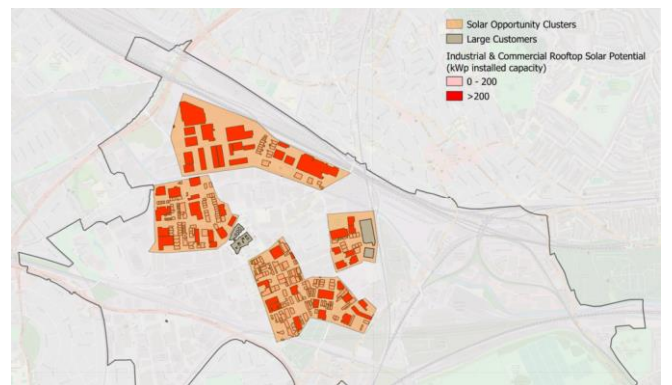 Solar Opportunity Clusters
Large Customers
Industrial & Commercial Rooftop Solar Potential
(kWp installed capacity)
0 - 200
>200